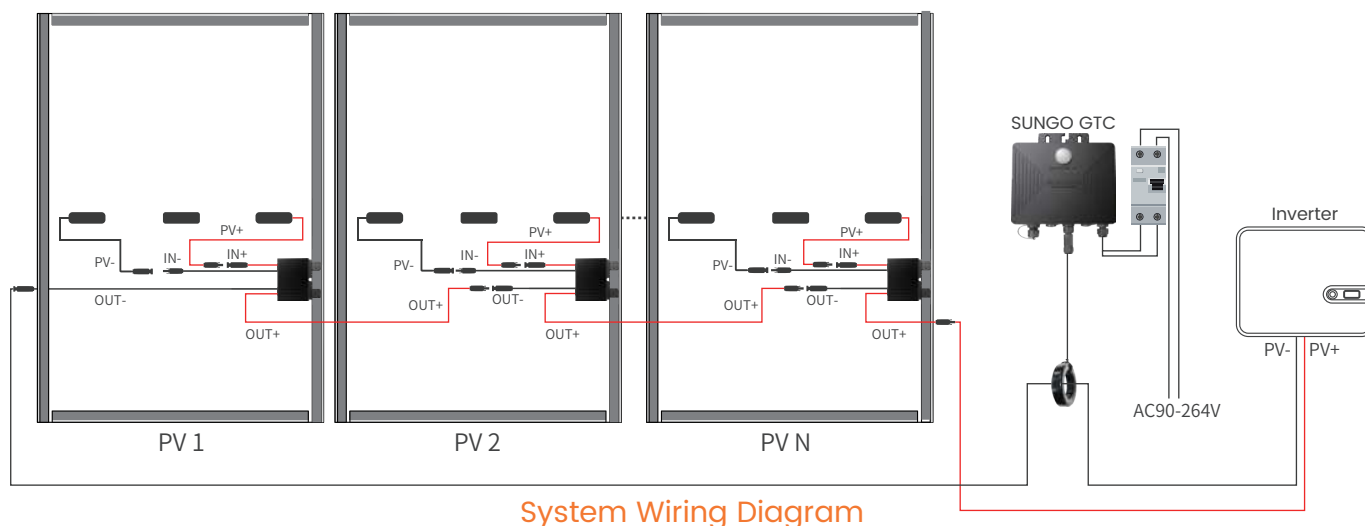 SUNGO GTC
Inverter
PV+
PV+
PV+
IN-
IN+
PV-
OUT-
OUT+
IN-
IN+
PV-
OUT+
OUT-
OUT+
IN-
IN+
PV-
OUT+
OUT-
OUT+
PV-
PV+
AC90-264V
PV 1
PV 2
PV N
System Wiring Diagram